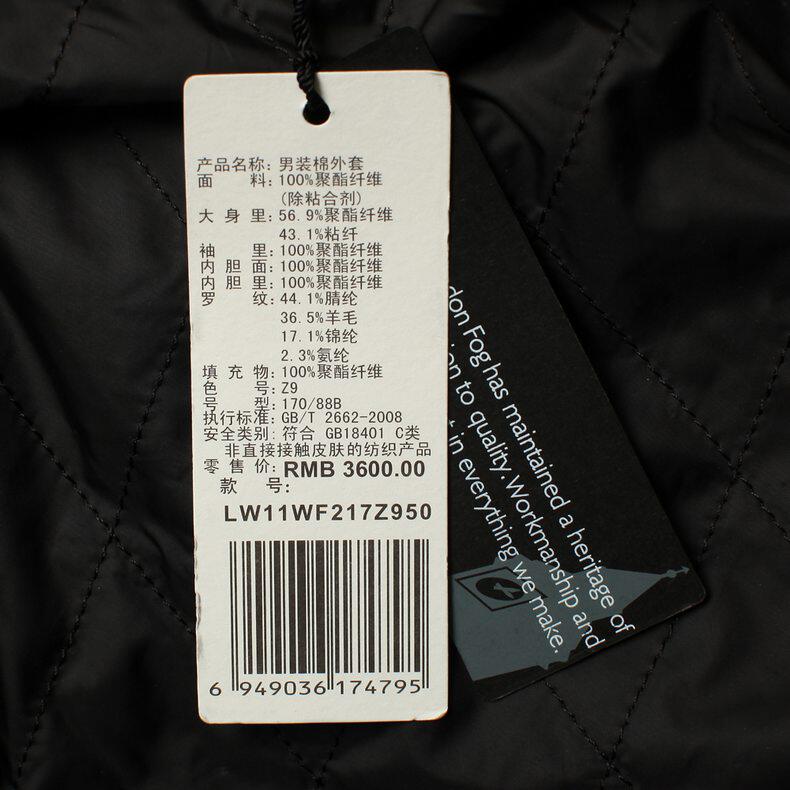 产品名称: 男装棉外套
面 料: 100%聚酯纤维
(除粘合剂)
大 身 里: 56.9%聚酯纤维
43.1%粘纤
袖 里: 100%聚酯纤维
内 胆 面: 100%聚酯纤维
内 胆 里: 100%聚酯纤维
罗 纹: 44.1%腈纶
36.5%羊毛
17.1%锦纶
2.3%氨纶
填 充 物: 100%聚酯纤维
色 号: Z9
号 型: 170/88B
执行标准: GB/T 2662-2008
安全类别: 符合 GB18401 C类
非直接接触皮肤的纺织产品
零 售 价: RMB 3600.00
款 号:
LW11WF217Z950
6 949036 174795
don Fog has maintained a heritage of
to quality. Workmanship and
in everything we make.